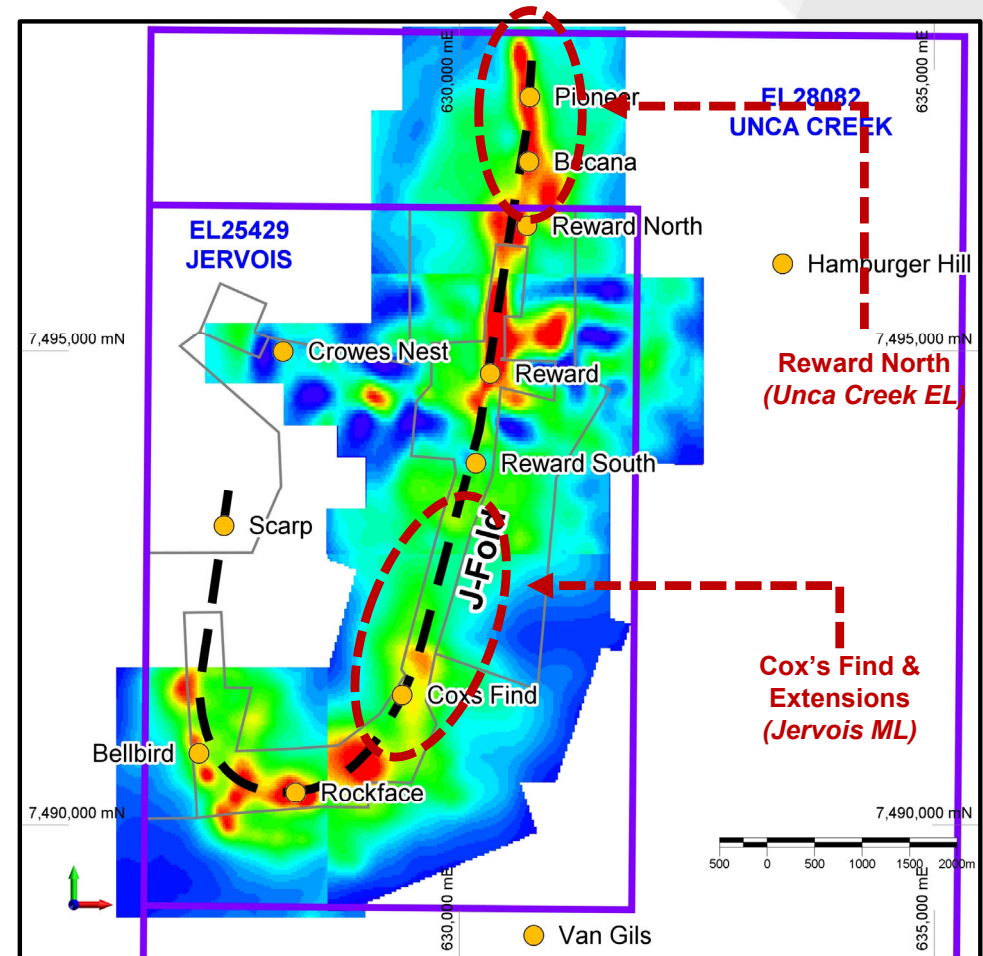 630,000 mE
635,000 mE
Pioneer
EL28082
UNCA CREEK
Becana
Reward North
EL25429
JERVOIS
Hamburger Hill
7,495,000 mN
7,495,000 mN
Crowes Nest
Reward
Reward North
(Unca Creek EL)
Reward South
Scarp
J-Fold
Cox's Find &
Extensions
(Jervois ML)
Coxs Find
Bellbird
Rockface
7,490,000 mN
7,490,000 mN
500 0 500 1000 1500 2000m
630,000 mE
635,000 mE
Van Gils